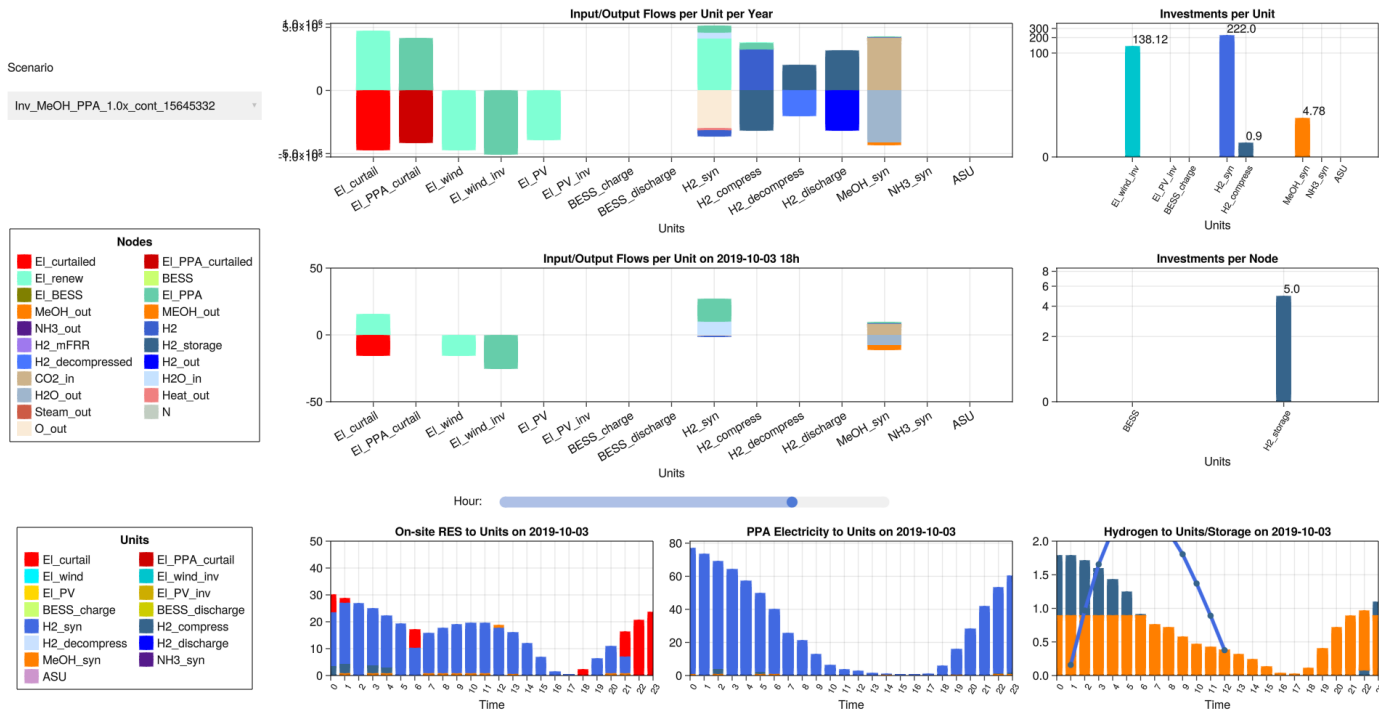 Scenario
Inv_MeOH_PPA_1.0x_cont_15645332
Input/Output Flows per Unit per Year
0
El_curtail
El_PPA_curtail
El_wind
El_wind_inv
El_PV
El_PV_inv
BESS_charge
BESS_discharge
H2_syn
H2_compress
H2_decompress
H2_discharge
MeOH_syn
NH3_syn
ASU
Units
Investments per Unit
300
200
100
0
138.12
222.0
0.9
4.78
El_wind_inv
El_PV_inv
BESS_charge
H2_syn
H2_compress
MeOH_syn
NH3_syn
ASU
Units
Nodes
El_curtailed
El_PPA_curtailed
El_renew
BESS
El_BESS
El_PPA
MeOH_out
MEOH_out
NH3_out
H2
H2_mFRR
H2_storage
H2_decompressed
H2_out
CO2_in
H2O_in
H2O_out
Heat_out
Steam_out
N
O_out
Input/Output Flows per Unit on 2019-10-03 18h
50
0
-50
El_curtail
El_PPA_curtail
El_wind
El_wind_inv
El_PV
El_PV_inv
BESS_charge
BESS_discharge
H2_syn
H2_compress
H2_decompress
H2_discharge
MeOH_syn
NH3_syn
ASU
Units
Investments per Node
8
6
4
2
0
5.0
BESS
H2_storage
Units
Hour:
Units
El_curtail
El_PPA_curtail
El_wind
El_wind_inv
El_PV
El_PV_inv
BESS_charge
BESS_discharge
H2_syn
H2_compress
H2_decompress
H2_discharge
MeOH_syn
NH3_syn
ASU
On-site RES to Units on 2019-10-03
50
40
30
20
10
0
0 1 2 3 4 5 6 7 8 9 10 11 12 13 14 15 16 17 18 19 20 21 22 23
Time
PPA Electricity to Units on 2019-10-03
80
60
40
20
0
0 1 2 3 4 5 6 7 8 9 10 11 12 13 14 15 16 17 18 19 20 21 22 23
Time
Hydrogen to Units/Storage on 2019-10-03
2.0
1.5
1.0
0.5
0.0
0 1 2 3 4 5 6 7 8 9 10 11 12 13 14 15 16 17 18 19 20 21 22
Time